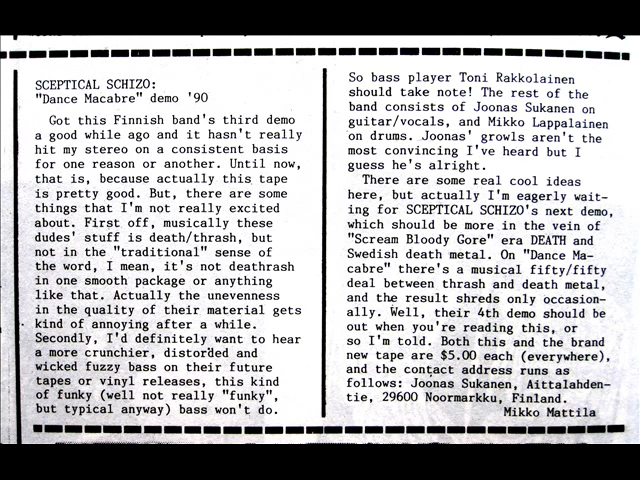 SCEPTICAL SCHIZO:
"Dance Macabre" demo '90
Got this Finnish band's third demo
a good while ago and it hasn't really
hit my stereo on a consistent basis
for one reason or another. Until now,
that is, because actually this tape
is pretty good. But, there are some
things that I'm not really excited
about. First off, musically these
dudes' stuff is death/thrash, but
not in the "traditional" sense of
the word, I mean, it's not deathrash
in one smooth package or anything
like that. Actually the unevenness
in the quality of their material gets
kind of annoying after a while.
Secondly, I'd definitely want to hear
a more crunchier, distorded and
wicked fuzzy bass on their future
tapes or vinyl releases, this kind
of funky (well not really "funky",
but typical anyway) bass won't do.
So bass player Toni Rakkolainen
should take note! The rest of the
band consists of Joonas Sukanen on
guitar/vocals, and Mikko Lappalainen
on drums. Joonas' growls aren't the
most convincing I've heard but I
guess he's alright.
There are some real cool ideas
here, but actually I'm eagerly wait-
ing for SCEPTICAL SCHIZO's next demo,
which should be more in the vein of
"Scream Bloody Gore" era DEATH and
Swedish death metal. On "Dance Ma-
cabre" there's a musical fifty/fifty
deal between thrash and death metal,
and the result shreds only occasion-
ally. Well, their 4th demo should be
out when you're reading this, or
so I'm told. Both this and the brand
new tape are $5.00 each (everywhere),
and the contact address runs as
follows: Joonas Sukanen, Aittalahden-
tie, 29600 Noormarkku, Finland.
Mikko Mattila